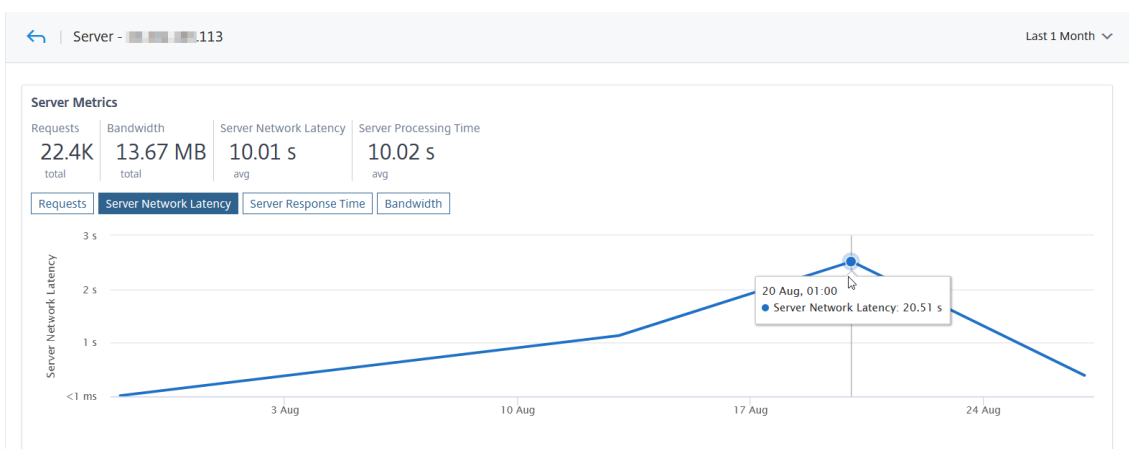 Server - .113
Last 1 Month
Server Metrics
Requests Bandwidth Server Network Latency Server Processing Time
22.4K 13.67 MB 10.01 s 10.02 s
total total avg avg
Requests Server Network Latency Server Response Time Bandwidth
Server Network Latency
3 s
2 s
1 s
<1 ms
20 Aug, 01:00
Server Network Latency: 20.51 s
3 Aug 10 Aug 17 Aug 24 Aug